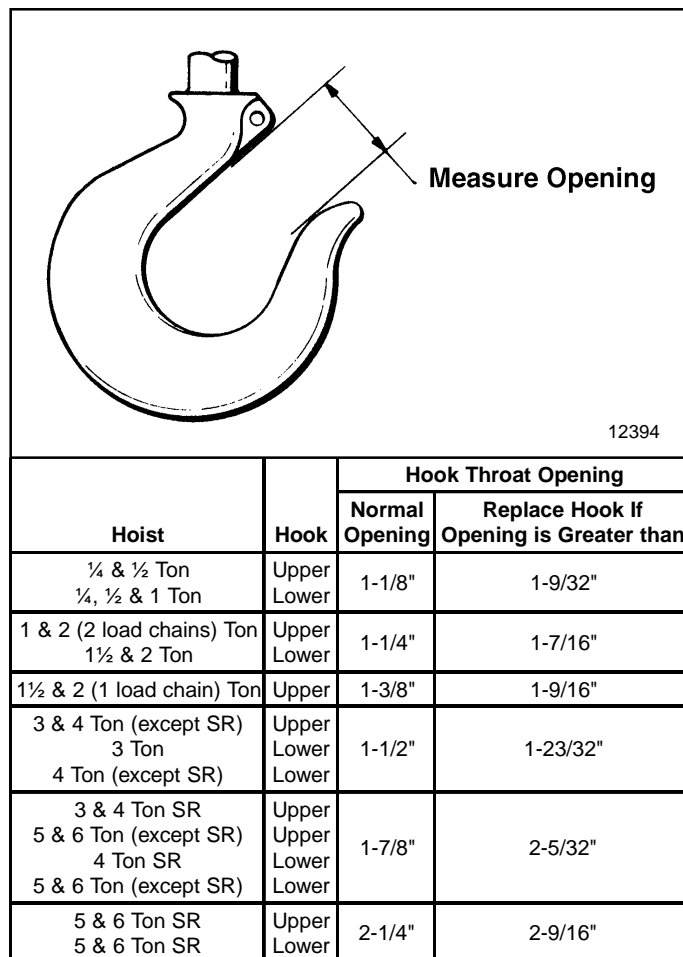 Measure Opening
12394
Hoist
Hook
Hook Throat Opening
Normal Opening
Replace Hook If Opening is Greater than
¼ & ½ Ton Upper
¼, ½ & 1 Ton Lower
1-1/8" 1-9/32"
1 & 2 (2 load chains) Ton Upper
1½ & 2 Ton Lower
1-1/4" 1-7/16"
1½ & 2 (1 load chain) Ton Upper 1-3/8" 1-9/16"
3 & 4 Ton (except SR) Upper
3 Ton Lower
4 Ton (except SR) Lower
1-1/2" 1-23/32"
3 & 4 Ton SR Upper
5 & 6 Ton (except SR) Upper
4 Ton SR Lower
5 & 6 Ton (except SR) Lower
1-7/8" 2-5/32"
5 & 6 Ton SR Upper
5 & 6 Ton SR Lower
2-1/4" 2-9/16"